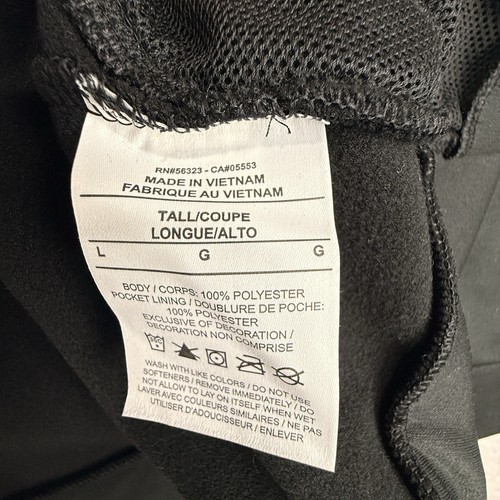 RN#56323 - CA#05553
MADE IN VIETNAM
FABRIQUE AU VIETNAM
TALL/COUPE
LONGUE/ALTO
L G G
BODY / CORPS: 100% POLYESTER
POCKET LINING / DOUBLURE DE POCHE:
100% POLYESTER
EXCLUSIVE OF DECORATION /
DECORATION NON COMPRISE
WASH WITH LIKE COLORS / DO NOT USE
SOFTENERS / REMOVE IMMEDIATELY / DO
NOT ALLOW TO LAY ON ITSELF WHEN WET
LAVER AVEC COULEURS SIMILAIRES / NE PAS
UTILISER D'ADOUCISSEUR / ENLEVER